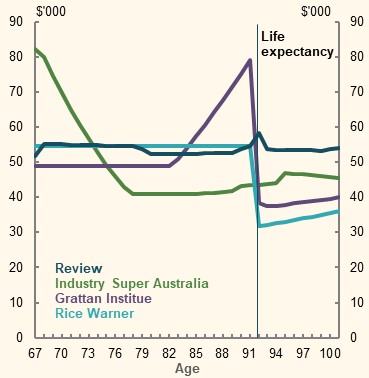 $'000 $'000
90 90
80 80
70 70
60 60
50 50
40 40
30 30
20 20
10 10
0 0
Life
expectancy
Review
Industry Super Australia
Grattan Institue
Rice Warner
67 70 73 76 79 82 85 88 91 94 97 100
Age